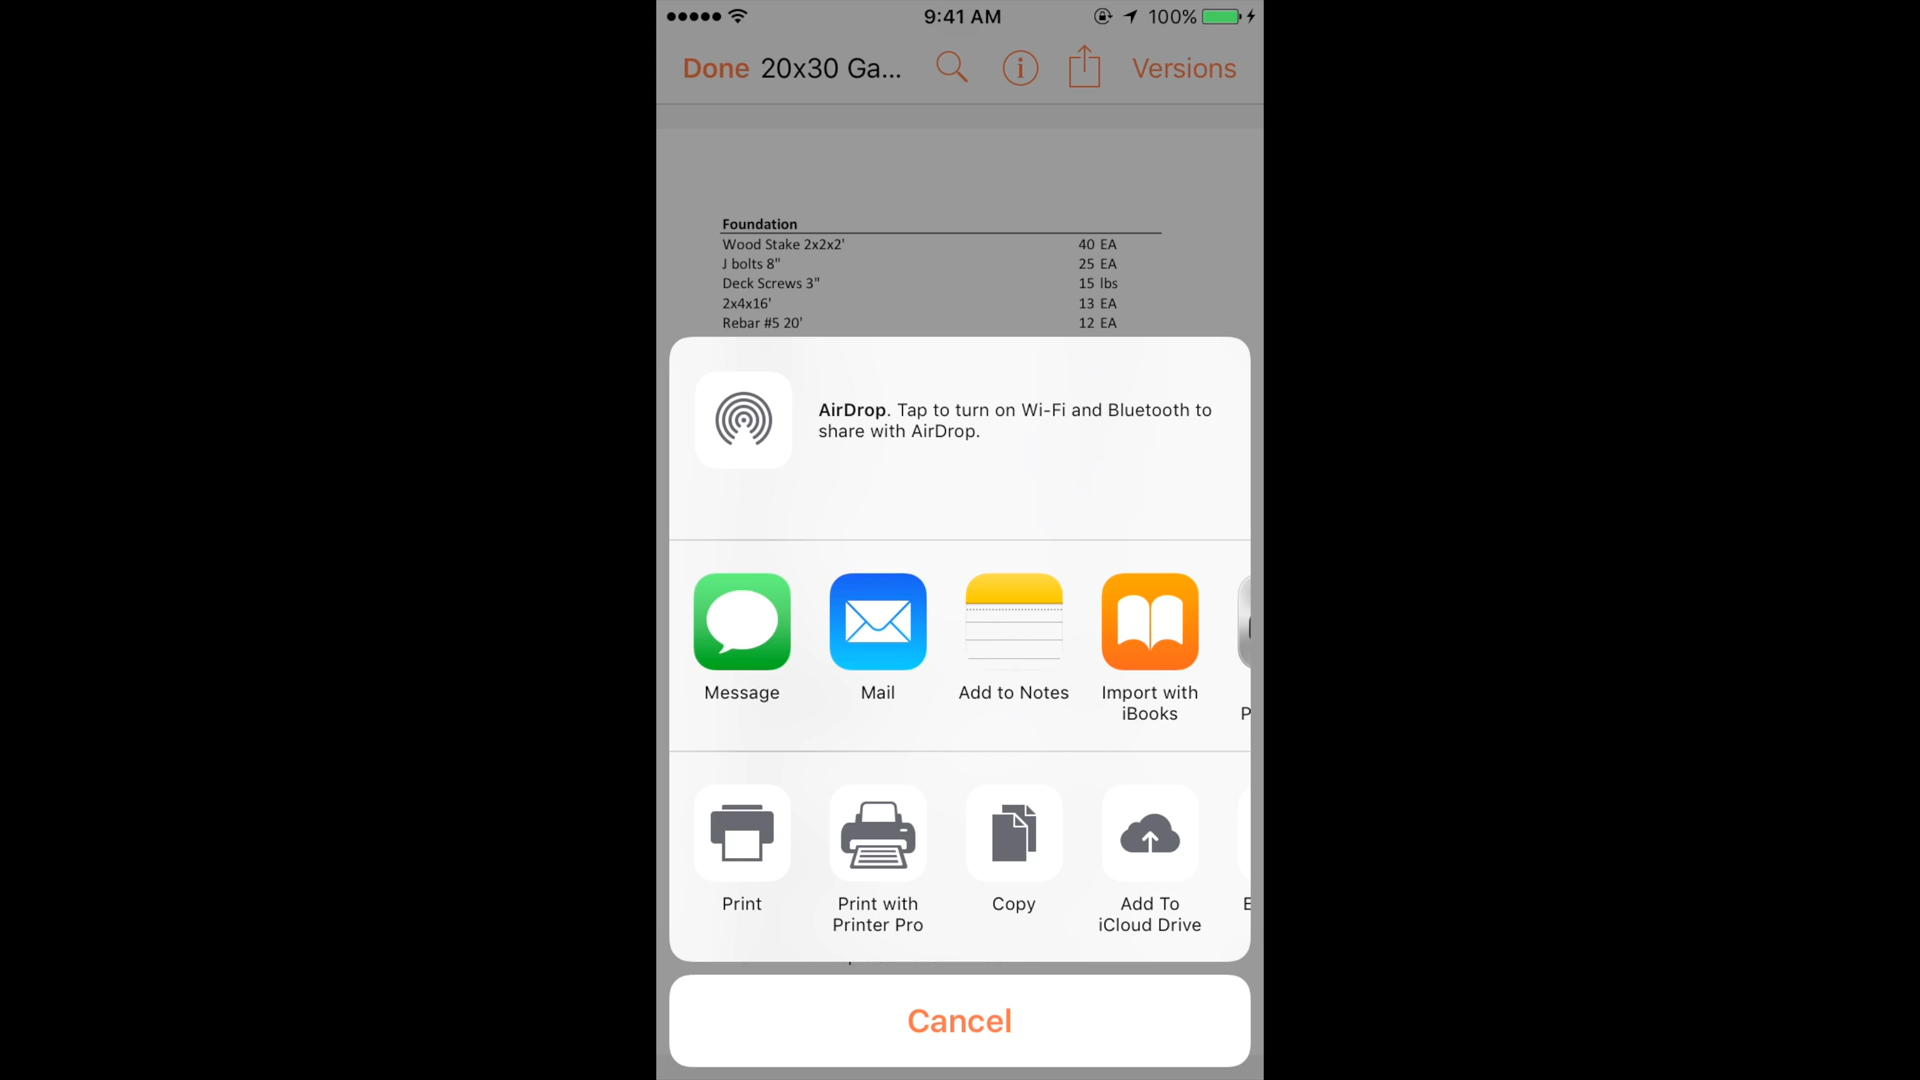 9:41 AM 100%
Done 20x30 Ga... Versions
Foundation
Wood Stake 2x2x2' 40 EA
J bolts 8" 25 EA
Deck Screws 3" 15 lbs
2x4x16' 13 EA
Rebar #5 20' 12 EA
AirDrop. Tap to turn on Wi-Fi and Bluetooth to
share with AirDrop.
Message
Mail
Add to Notes
Import with
iBooks
P
Print
Print with
Printer Pro
Copy
Add To
iCloud Drive
E
Cancel